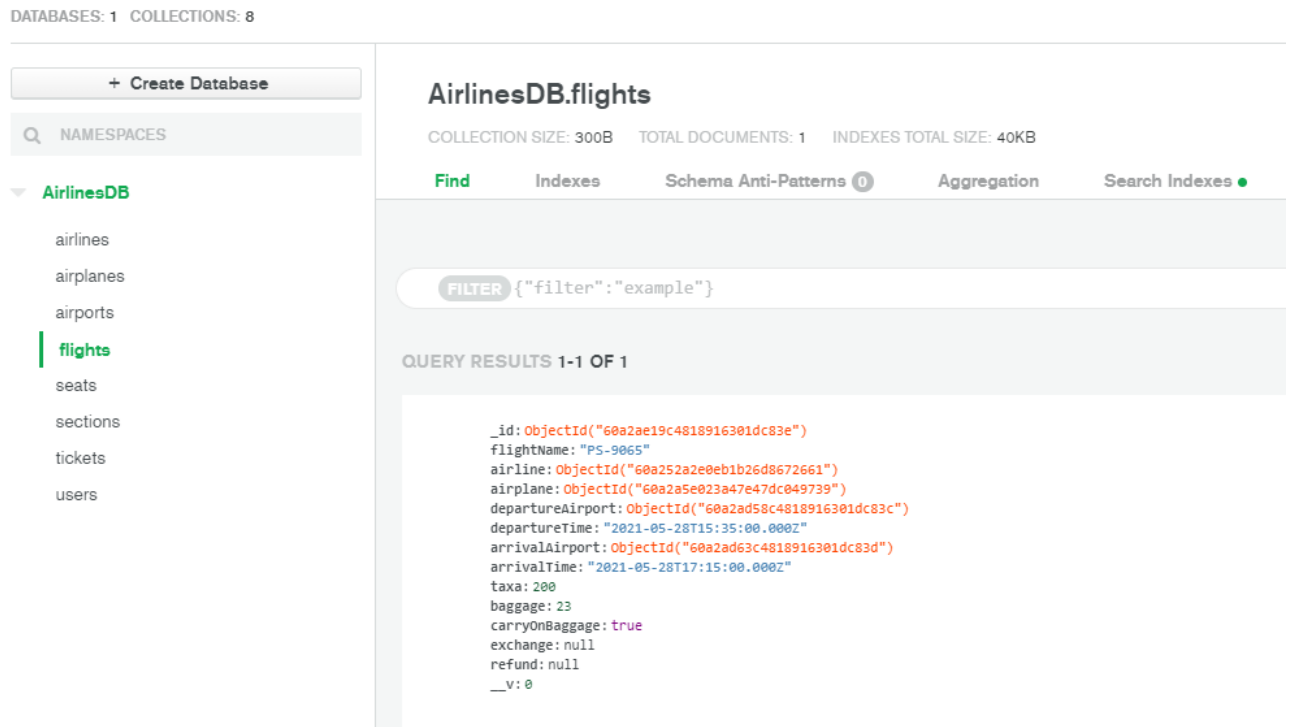 DATABASES: 1 COLLECTIONS: 8
+ Create Database
NAMESPACES
AirlinesDB
airlines
airplanes
airports
flights
seats
sections
tickets
users
AirlinesDB.flights
COLLECTION SIZE: 300B TOTAL DOCUMENTS: 1 INDEXES TOTAL SIZE: 40KB
Find Indexes Schema Anti-Patterns 0 Aggregation Search Indexes
FILTER {"filter":"example"}
QUERY RESULTS 1-1 OF 1
_id: ObjectId("60a2ae19c4818916301dc83e")
flightName: "PS-9065"
airline: ObjectId("60a252a2e0eb1b26d8672661")
airplane: ObjectId("60a2a5e023a47e47dc049739")
departureAirport: ObjectId("60a2ad58c4818916301dc83c")
departureTime: "2021-05-28T15:35:00.000Z"
arrivalAirport: ObjectId("60a2ad63c4818916301dc83d")
arrivalTime: "2021-05-28T17:15:00.000Z"
taxa: 200
baggage: 23
carryOnBaggage: true
exchange: null
refund: null
__v: 0